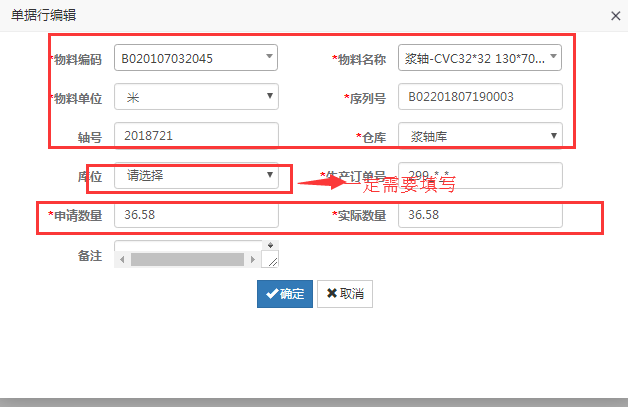 单据行编辑
*物料编码 B020107032045 *物料名称 浆轴-CVC32*32 130*70...
*物料单位 米 *序列号 B02201807190003
轴号 2018721 *仓库 浆轴库
库位 请选择 *生产订单号 299-*-*
一定需要填写
*申请数量 36.58 *实际数量 36.58
备注
确定 取消